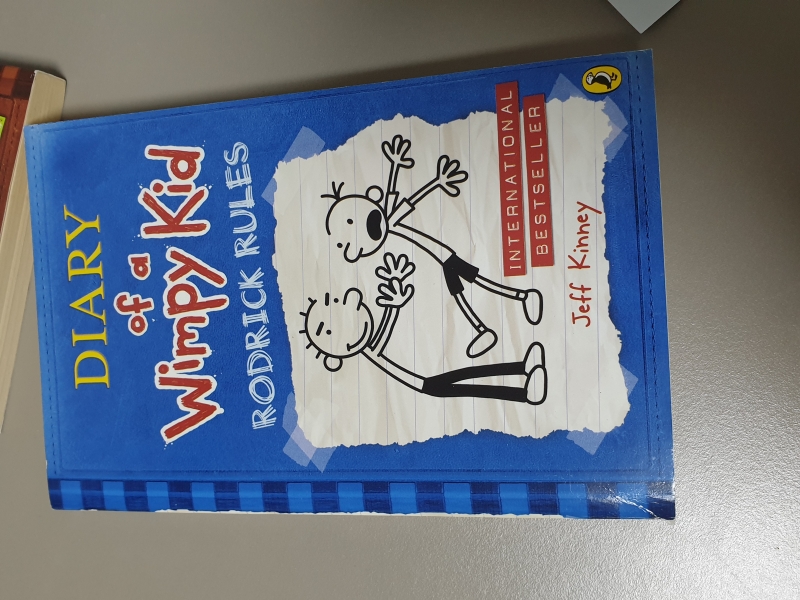 DIARY
of a
Wimpy Kid
RODRICK RULES
INTERNATIONAL
BESTSELLER
Jeff Kinney